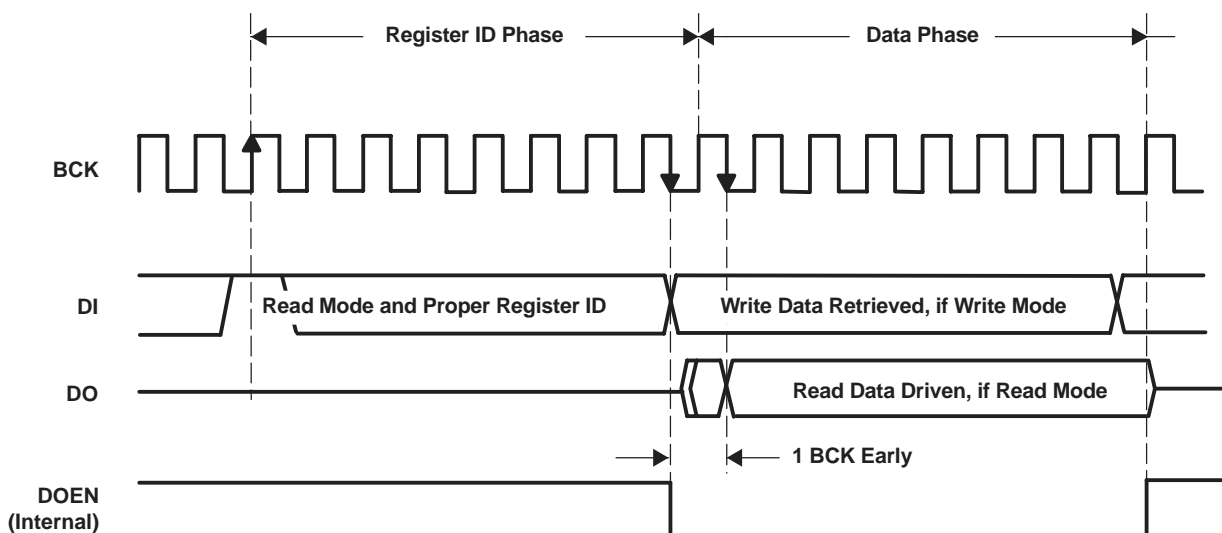 Register ID Phase
Data Phase
BCK
DI
Read Mode and Proper Register ID
Write Data Retrieved, if Write Mode
DO
Read Data Driven, if Read Mode
1 BCK Early
DOEN
(Internal)